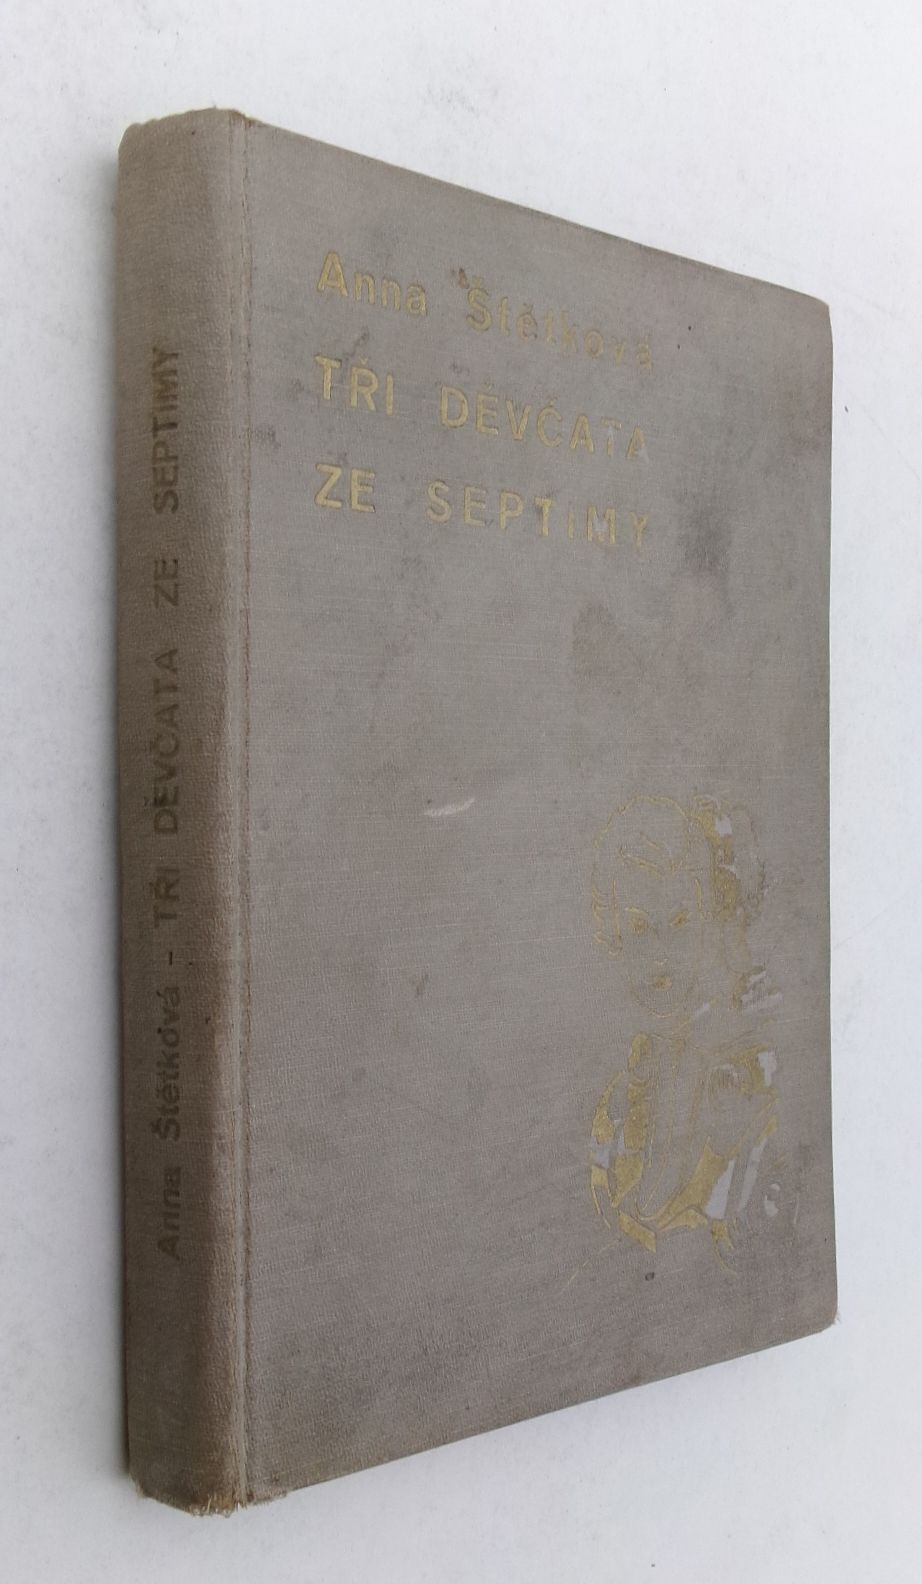 Anna Štětková
TŘI DĚVČATA
ZE SEPTIMY
Anna Štětková - TŘI DĚVČATA ZE SEPTIMY